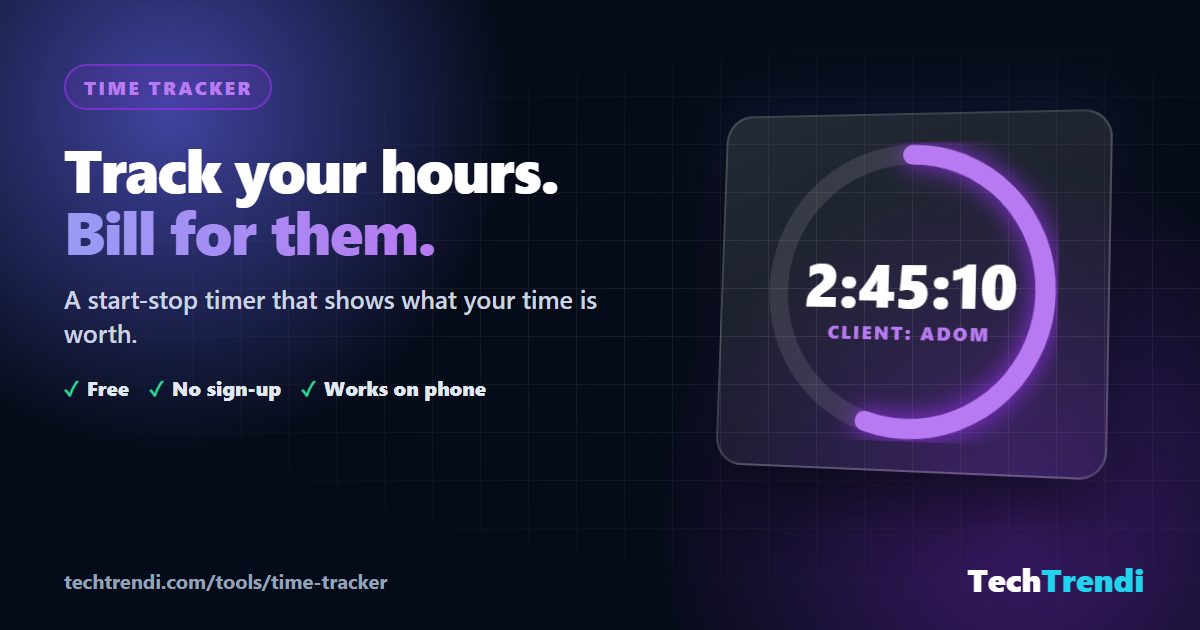 TIME TRACKER
Track your hours.
Bill for them.
A start-stop timer that shows what your time is
worth.
✓ Free ✓ No sign-up ✓ Works on phone
2:45:10
CLIENT: ADOM
techtrendi.com/tools/time-tracker
TechTrendi